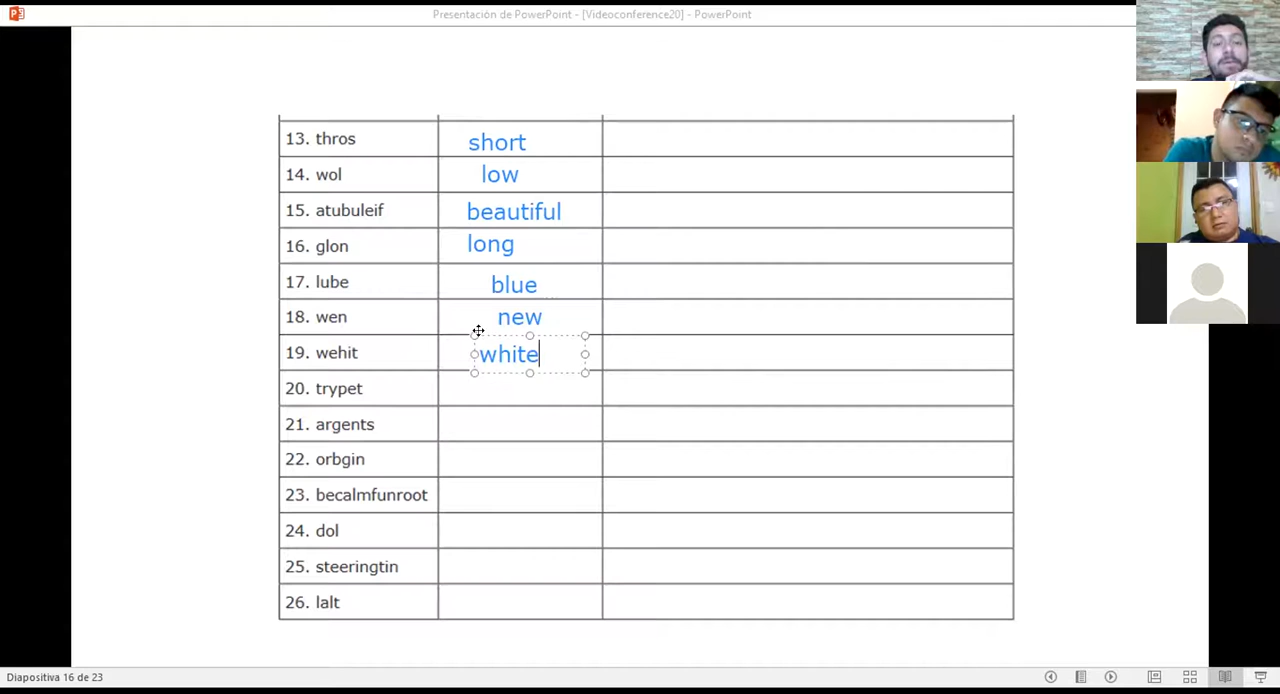 Presentación de PowerPoint - [Videoconference20] - PowerPoint
13. thros short
14. wol low
15. atubuleif beautiful
16. glon long
17. lube blue
18. wen new
19. wehit white
20. trypet
21. argents
22. orbgin
23. becalmfunroot
24. dol
25. steeringtin
26. lalt
Diapositiva 16 de 23